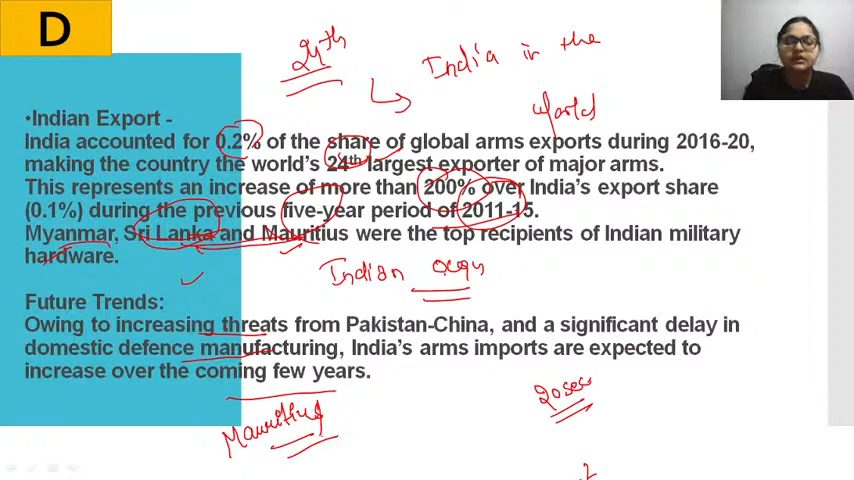 D
24th
India in the
world
•Indian Export -
India accounted for 0.2% of the share of global arms exports during 2016-20,
making the country the world's 24th largest exporter of major arms.
This represents an increase of more than 200% over India's export share
(0.1%) during the previous five-year period of 2011-15.
Myanmar, Sri Lanka and Mauritius were the top recipients of Indian military
hardware.
Indian
Future Trends:
Owing to increasing threats from Pakistan-China, and a significant delay in
domestic defence manufacturing, India's arms imports are expected to
increase over the coming few years.
Mauritius